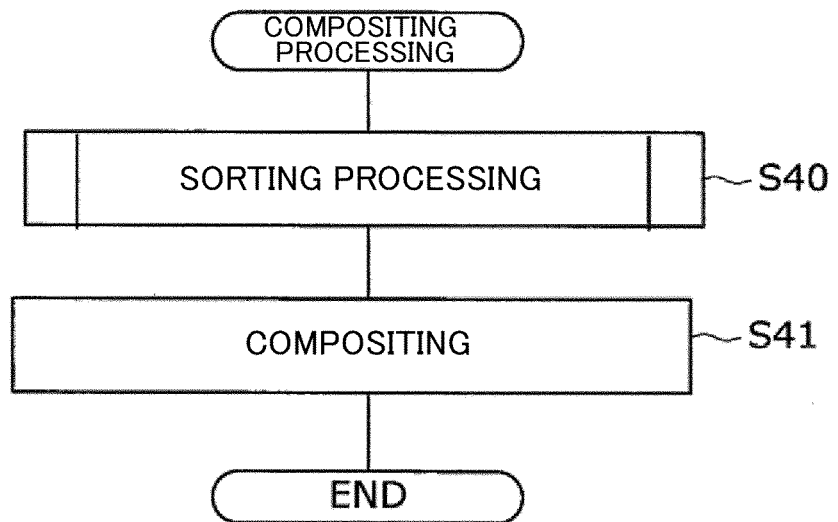 COMPOSITING
PROCESSING
SORTING PROCESSING
S40
COMPOSITING
S41
END